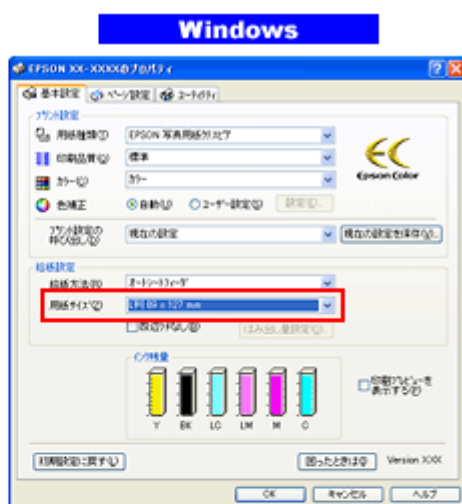 Windows
EPSON XX-XXXXのプロパティ
基本設定 ページ設定 ユーティリティ
プリント設定
用紙種類(T) EPSON 写真用紙クリスピア
印刷品質(Q) 標準
カラー(C) カラー
Epson Color
色補正 自動(U) ユーザー設定(G) 設定(I)...
プリント設定の呼び出し(J) 現在の設定 現在の設定を保存(V)...
給紙設定
給紙方法(R) オートシートフィーダ
用紙サイズ(Z) L判 89 x 127 mm
四辺フチなし(B) はみ出し量設定(Q)...
インク残量
Y BK LC LM M C
印刷プレビューを表示する(P)
初期設定に戻す(L) 困ったときは Version XXX
OK キャンセル ヘルプ